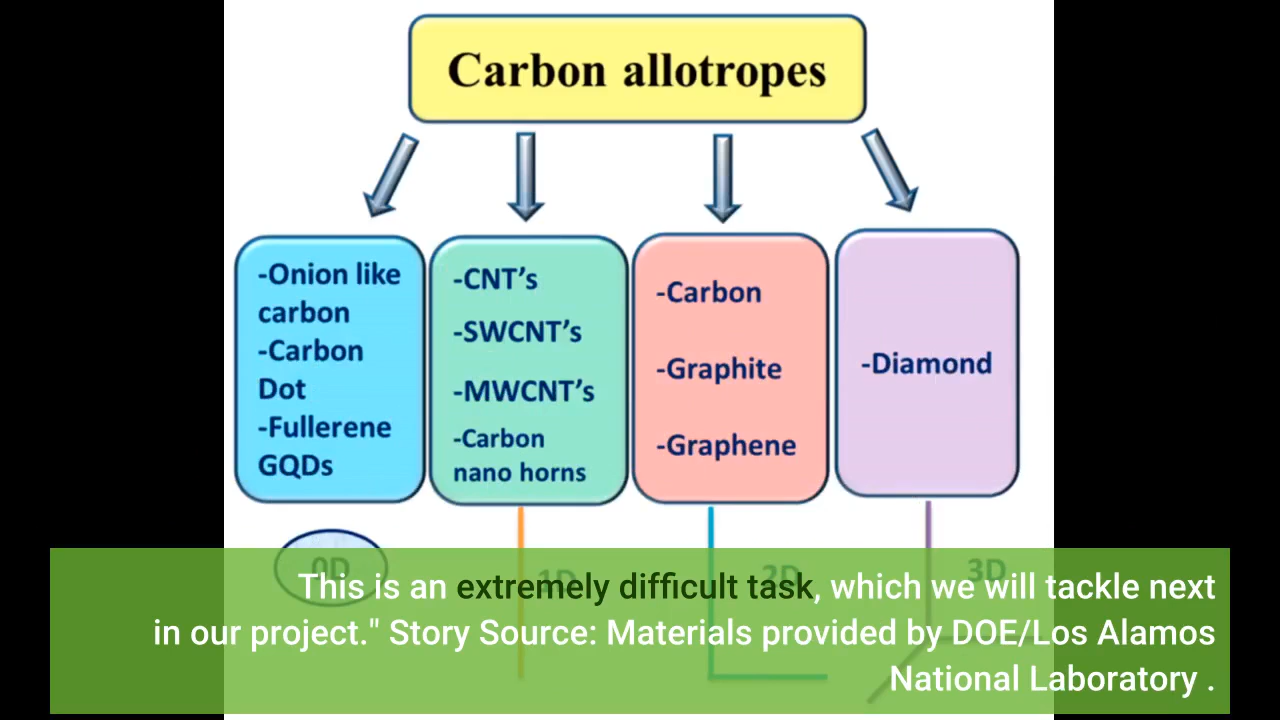 Carbon allotropes
-Onion like
carbon
-Carbon
Dot
-Fullerene
GQDs
-CNT’s
-SWCNT’s
-MWCNT’s
-Carbon
nano horns
-Carbon
-Graphite
-Graphene
-Diamond
0D
1D
2D
3D
This is an extremely difficult task, which we will tackle next
in our project." Story Source: Materials provided by DOE/Los Alamos
National Laboratory .